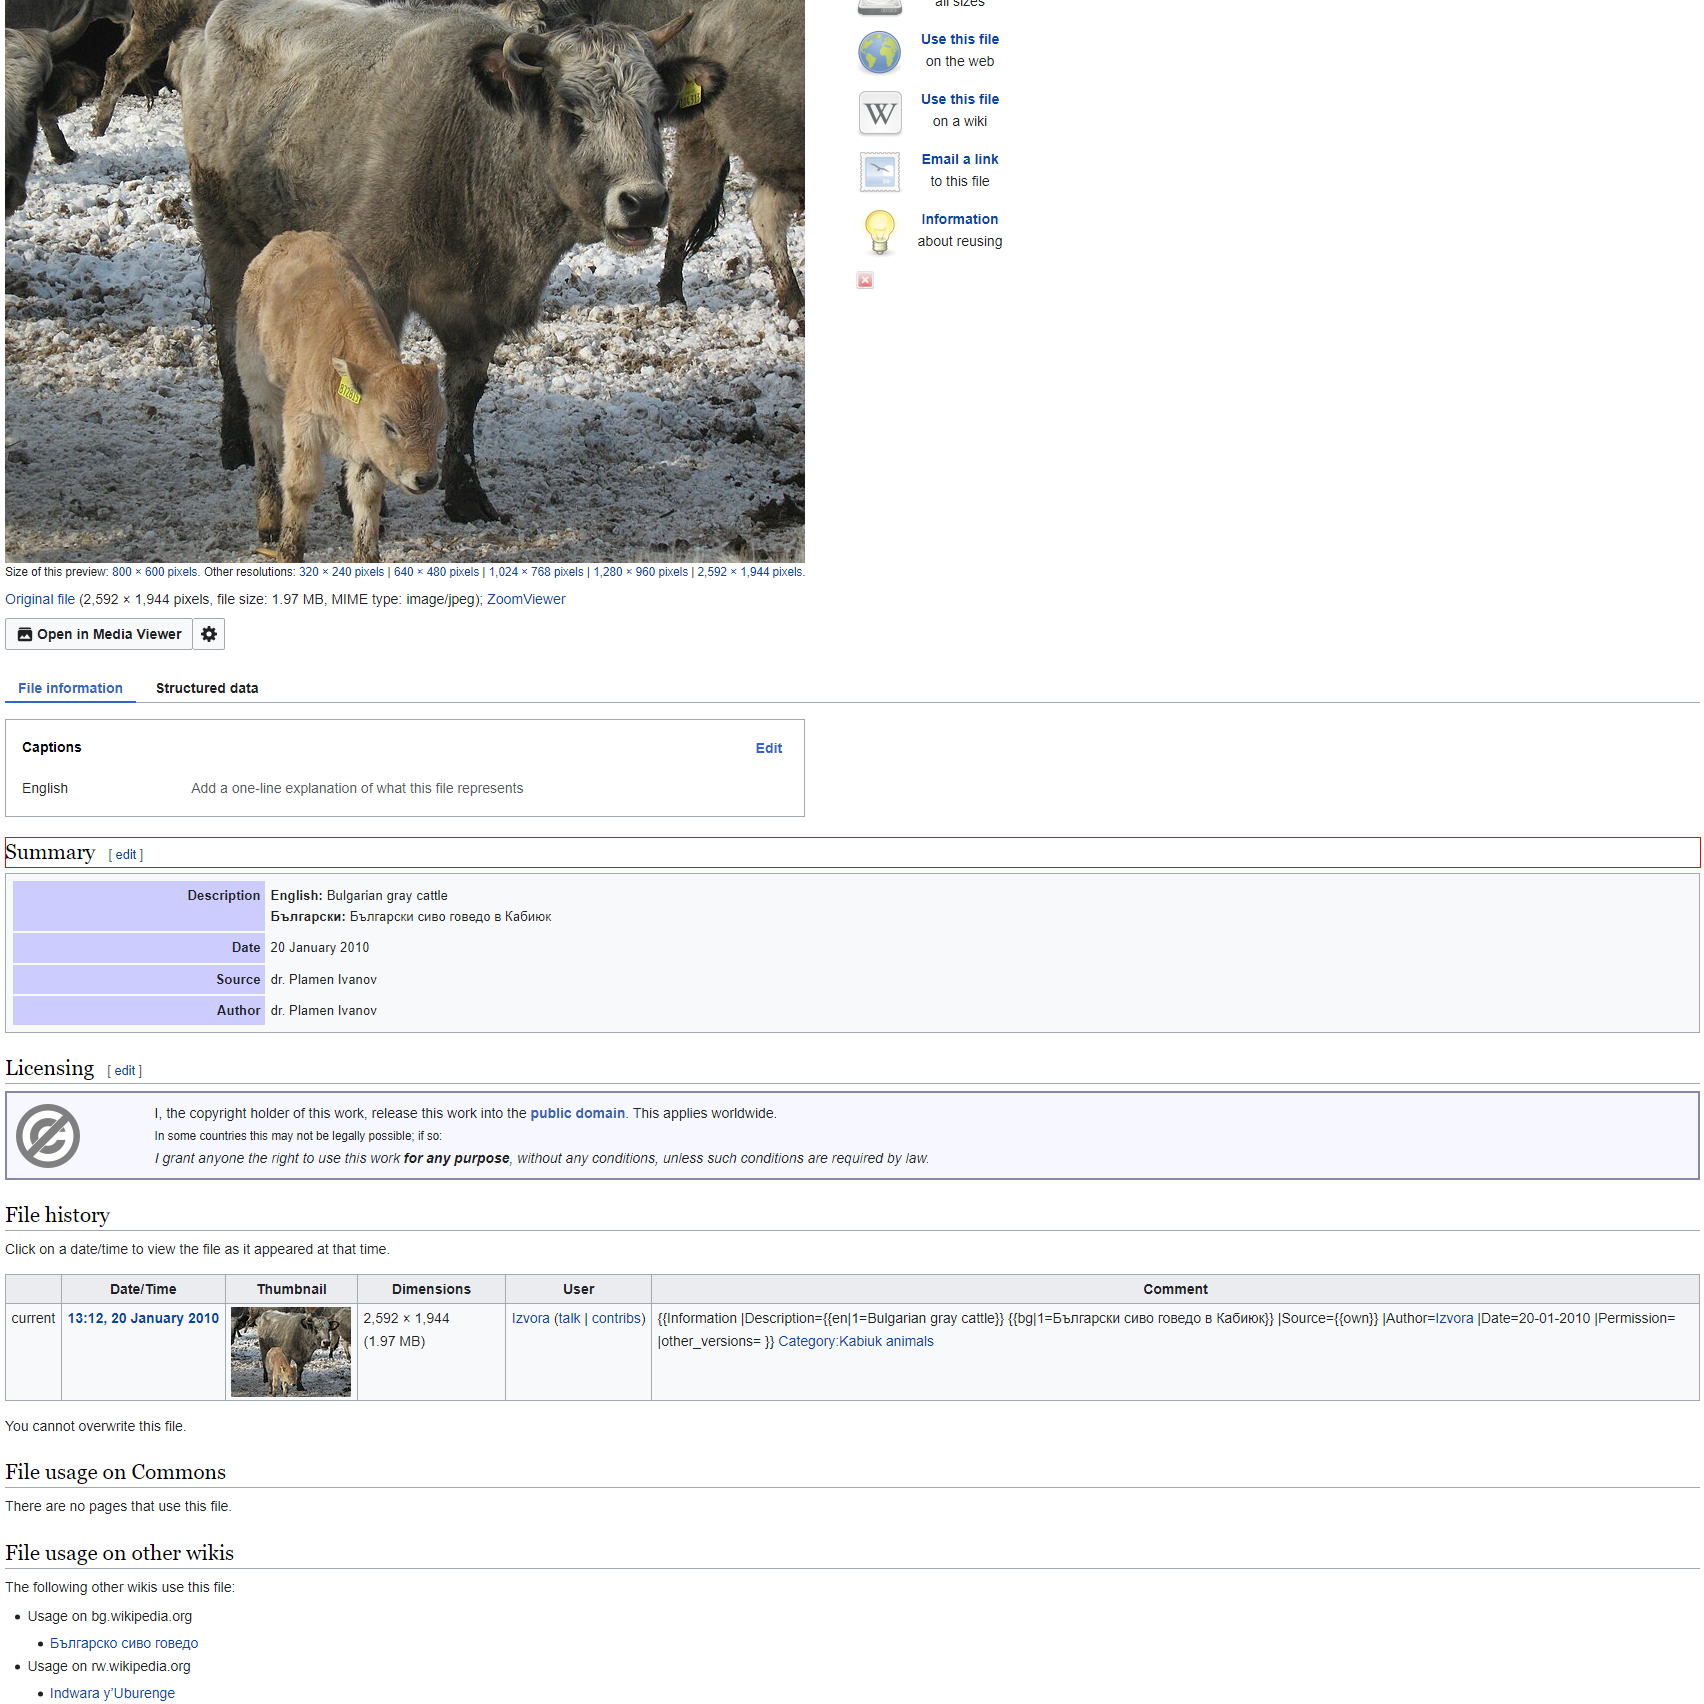 all sizes
Use this file
on the web
Use this file
on a wiki
Email a link
to this file
Information
about reusing
Size of this preview: 800 × 600 pixels. Other resolutions: 320 × 240 pixels | 640 × 480 pixels | 1,024 × 768 pixels | 1,280 × 960 pixels | 2,592 × 1,944 pixels.
Original file (2,592 × 1,944 pixels, file size: 1.97 MB, MIME type: image/jpeg); ZoomViewer
Open in Media Viewer
File information Structured data
Captions Edit
English Add a one-line explanation of what this file represents
Summary [ edit ]
Description English: Bulgarian gray cattle
Български: Български сиво говедо в Кабиюк
Date 20 January 2010
Source dr. Plamen Ivanov
Author dr. Plamen Ivanov
Licensing [ edit ]
I, the copyright holder of this work, release this work into the public domain. This applies worldwide.
In some countries this may not be legally possible; if so:
I grant anyone the right to use this work for any purpose, without any conditions, unless such conditions are required by law.
File history
Click on a date/time to view the file as it appeared at that time.
Date/Time Thumbnail Dimensions User Comment
current 13:12, 20 January 2010 2,592 × 1,944 Izvora (talk | contribs) {{Information |Description={{en|1=Bulgarian gray cattle}} {{bg|1=Български сиво говедо в Кабиюк}} |Source={{own}} |Author=Izvora |Date=20-01-2010 |Permission=
(1.97 MB) |other_versions= }} Category:Kabiuk animals
You cannot overwrite this file.
File usage on Commons
There are no pages that use this file.
File usage on other wikis
The following other wikis use this file:
• Usage on bg.wikipedia.org
• Българско сиво говедо
• Usage on rw.wikipedia.org
• Indwara y’Uburenge